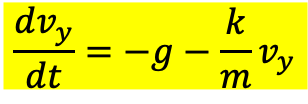 dv_y/dt = −g − k/m v_y